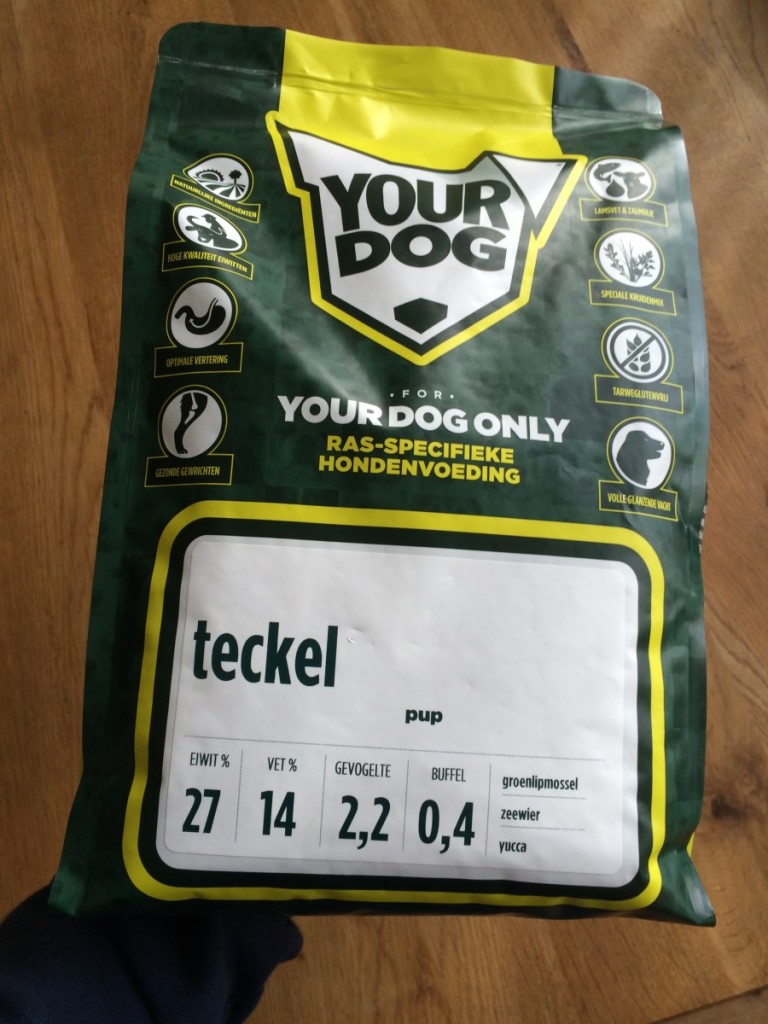 YOUR
DOG
YOUR DOG ONLY
· FOR ·
RAS-SPECIFIEKE
HONDENVOEDING
HOGE KWALITEIT EIWITTEN
OPTIMALE VERTERING
GEZONDE GEWRICHTEN
SPECIALE KRUIDENMIX
TARWEGLUTENVRIJ
VOLLE GLANZENDE VACHT
teckel
pup
EIWIT %
VET %
GEVOGELTE
BUFFEL
27
14
2,2
0,4
groenlipmossel
zeewier
yucca